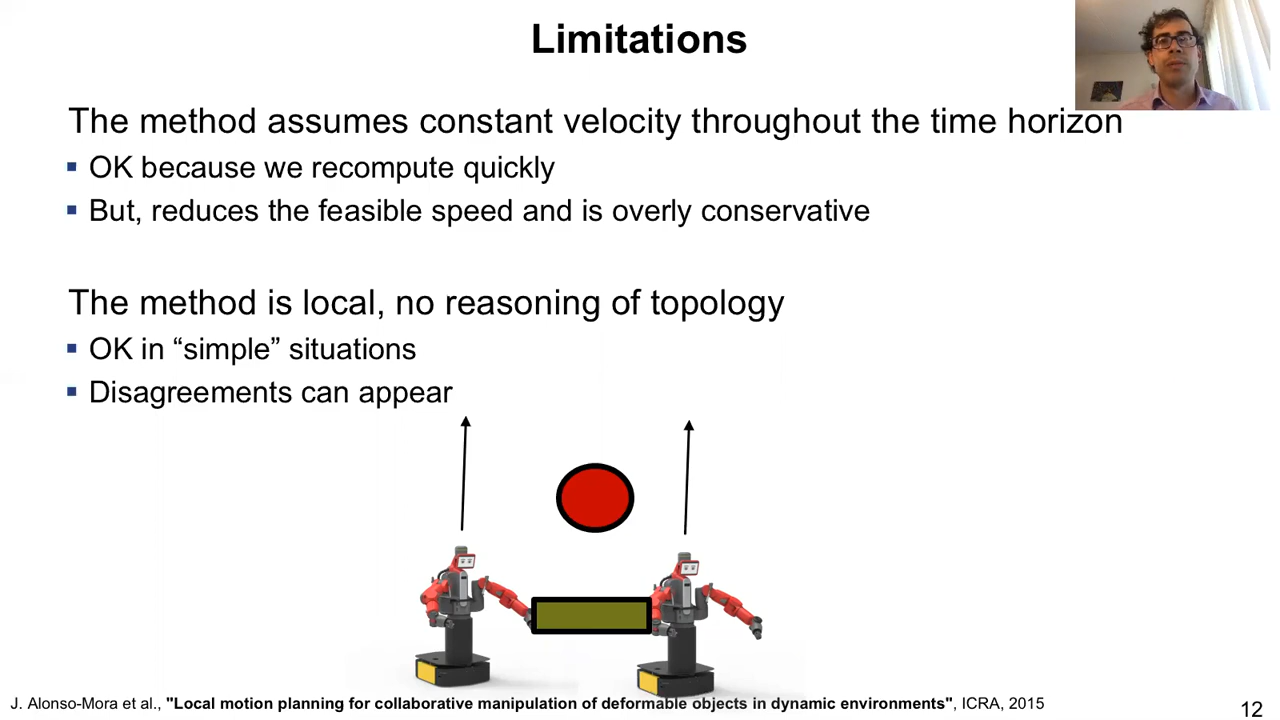 Limitations
The method assumes constant velocity throughout the time horizon
OK because we recompute quickly
But, reduces the feasible speed and is overly conservative
The method is local, no reasoning of topology
OK in “simple” situations
Disagreements can appear
J. Alonso-Mora et al., "Local motion planning for collaborative manipulation of deformable objects in dynamic environments", ICRA, 2015
12